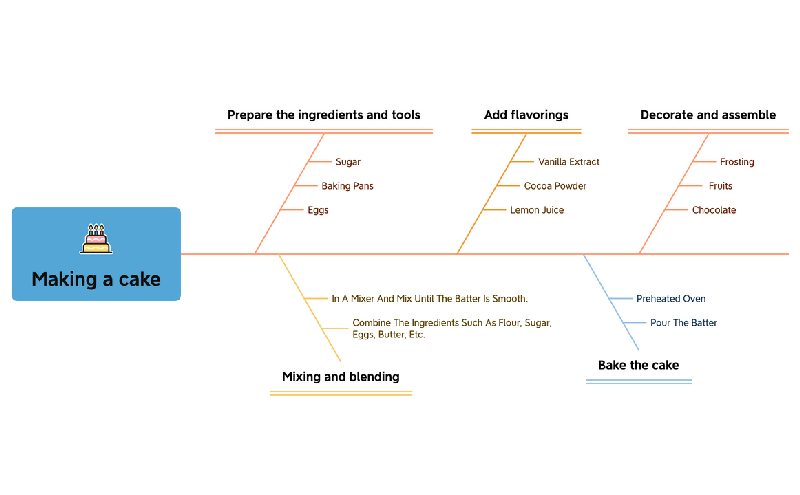 Prepare the ingredients and tools
Sugar
Baking Pans
Eggs
Add flavorings
Vanilla Extract
Cocoa Powder
Lemon Juice
Decorate and assemble
Frosting
Fruits
Chocolate
Making a cake
In A Mixer And Mix Until The Batter Is Smooth.
Combine The Ingredients Such As Flour, Sugar,
Eggs, Butter, Etc.
Mixing and blending
Preheated Oven
Pour The Batter
Bake the cake